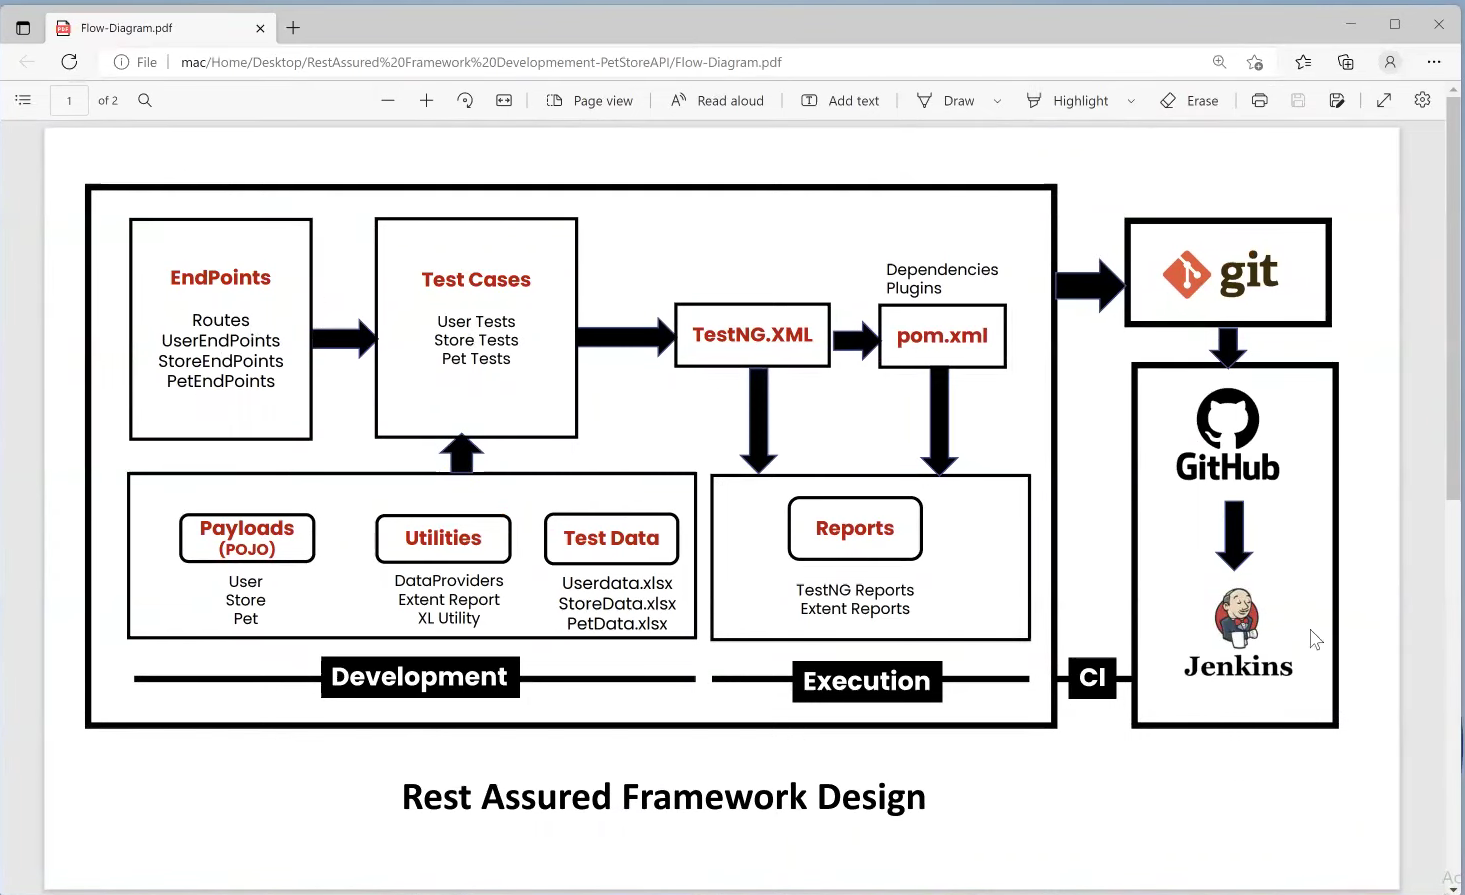 Flow-Diagram.pdf
File
mac/Home/Desktop/RestAssured%20Framework%20Developmement-PetStoreAPI/Flow-Diagram.pdf
1 of 2
Page view
Read aloud
Add text
Draw
Highlight
Erase
EndPoints
Routes
UserEndPoints
StoreEndPoints
PetEndPoints
Test Cases
User Tests
Store Tests
Pet Tests
TestNG.XML
Dependencies
Plugins
pom.xml
git
GitHub
Jenkins
Payloads
(POJO)
User
Store
Pet
Utilities
DataProviders
Extent Report
XL Utility
Test Data
Userdata.xlsx
StoreData.xlsx
PetData.xlsx
Reports
TestNG Reports
Extent Reports
Development
Execution
CI
Rest Assured Framework Design